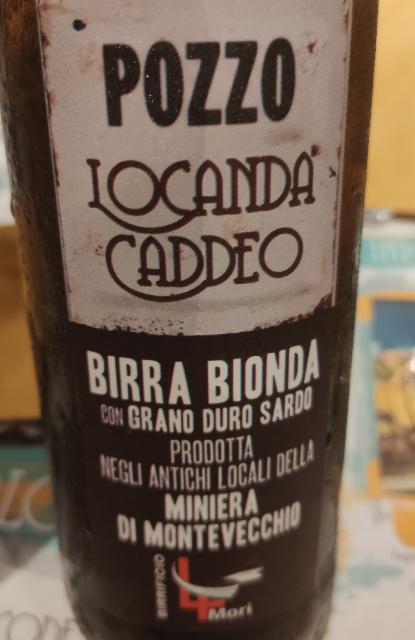 POZZO
LOCANDA
CADDEO
BIRRA BIONDA
CON GRANO DURO SARDO
PRODOTTA
NEGLI ANTICHI LOCALI DELLA
MINIERA
DI MONTEVECCHIO
BIRRIFICIO
4
Mori